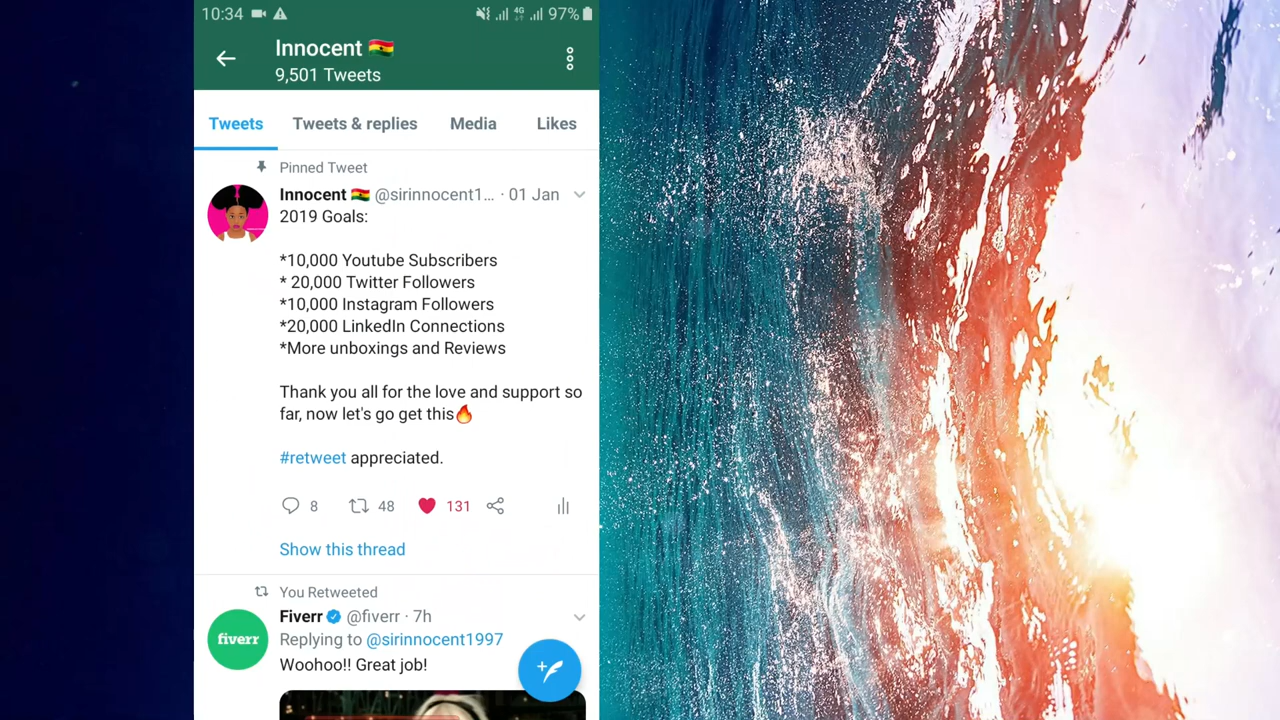 10:34 4G 97%
Innocent 🇬🇭
9,501 Tweets
Tweets Tweets & replies Media Likes
Pinned Tweet
Innocent 🇬🇭 @sirinnocent1... · 01 Jan
2019 Goals:
*10,000 Youtube Subscribers
* 20,000 Twitter Followers
*10,000 Instagram Followers
*20,000 LinkedIn Connections
*More unboxings and Reviews
Thank you all for the love and support so
far, now let's go get this🔥
#retweet appreciated.
8 48 131
Show this thread
You Retweeted
Fiverr @fiverr · 7h
fiverr
Replying to @sirinnocent1997
Woohoo!! Great job!